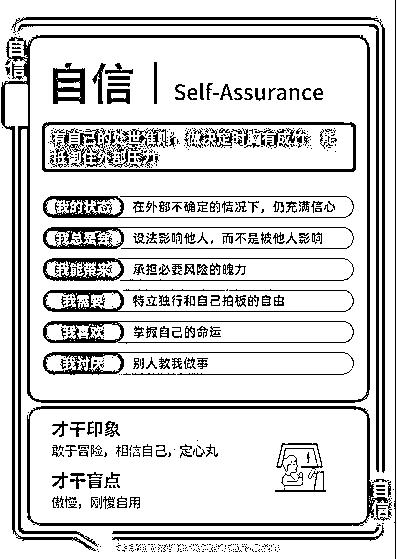 自信
自信 | Self-Assurance
有自己的处世准则，做决定时胸有成竹，能
抵御住外部压力
我的状态 在外部不确定的情况下，仍充满信心
我总是会 设法影响他人，而不是被他人影响
我能带来 承担必要风险的魄力
我需要 特立独行和自己拍板的自由
我喜欢 掌握自己的命运
我讨厌 别人教我做事
才干印象
敢于冒险，相信自己，定心丸
才干盲点
傲慢，刚愎自用
自信